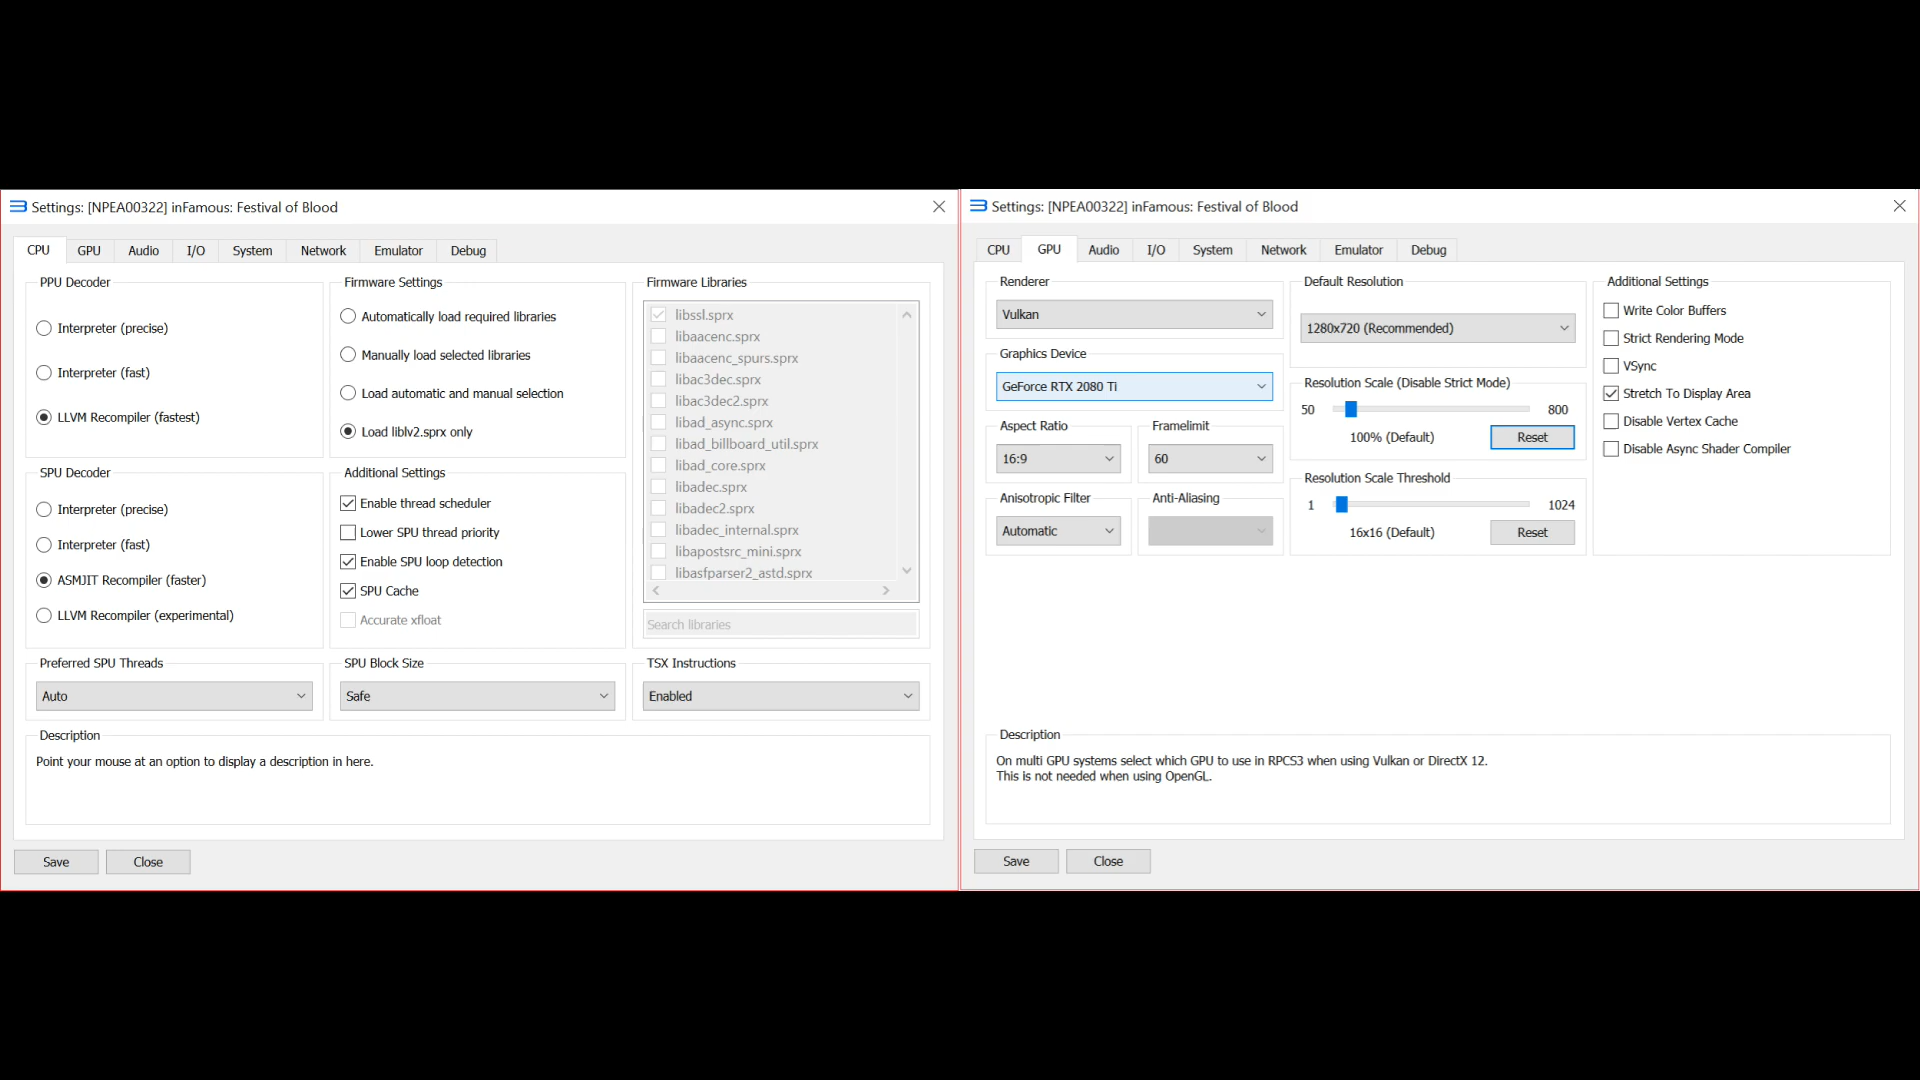 Settings: [NPEA00322] inFamous: Festival of Blood
CPU GPU Audio I/O System Network Emulator Debug
PPU Decoder
Interpreter (precise)
Interpreter (fast)
LLVM Recompiler (fastest)
Firmware Settings
Automatically load required libraries
Manually load selected libraries
Load automatic and manual selection
Load liblv2.sprx only
Firmware Libraries
libssl.sprx
libaacenc.sprx
libaacenc_spurs.sprx
libac3dec.sprx
libac3dec2.sprx
libad_async.sprx
libad_billboard_util.sprx
libad_core.sprx
libadec.sprx
libadec2.sprx
libadec_internal.sprx
libapostsrc_mini.sprx
libasfparser2_astd.sprx
Search libraries
SPU Decoder
Interpreter (precise)
Interpreter (fast)
ASMJIT Recompiler (faster)
LLVM Recompiler (experimental)
Additional Settings
Enable thread scheduler
Lower SPU thread priority
Enable SPU loop detection
SPU Cache
Accurate xfloat
Preferred SPU Threads
Auto
SPU Block Size
Safe
TSX Instructions
Enabled
Description
Point your mouse at an option to display a description in here.
Save Close
Settings: [NPEA00322] inFamous: Festival of Blood
CPU GPU Audio I/O System Network Emulator Debug
Renderer
Vulkan
Graphics Device
GeForce RTX 2080 Ti
Aspect Ratio
16:9
Framelimit
60
Anisotropic Filter
Automatic
Anti-Aliasing
Default Resolution
1280x720 (Recommended)
Resolution Scale (Disable Strict Mode)
50 800
100% (Default) Reset
Resolution Scale Threshold
1 1024
16x16 (Default) Reset
Additional Settings
Write Color Buffers
Strict Rendering Mode
VSync
Stretch To Display Area
Disable Vertex Cache
Disable Async Shader Compiler
Description
On multi GPU systems select which GPU to use in RPCS3 when using Vulkan or DirectX 12.
This is not needed when using OpenGL.
Save Close